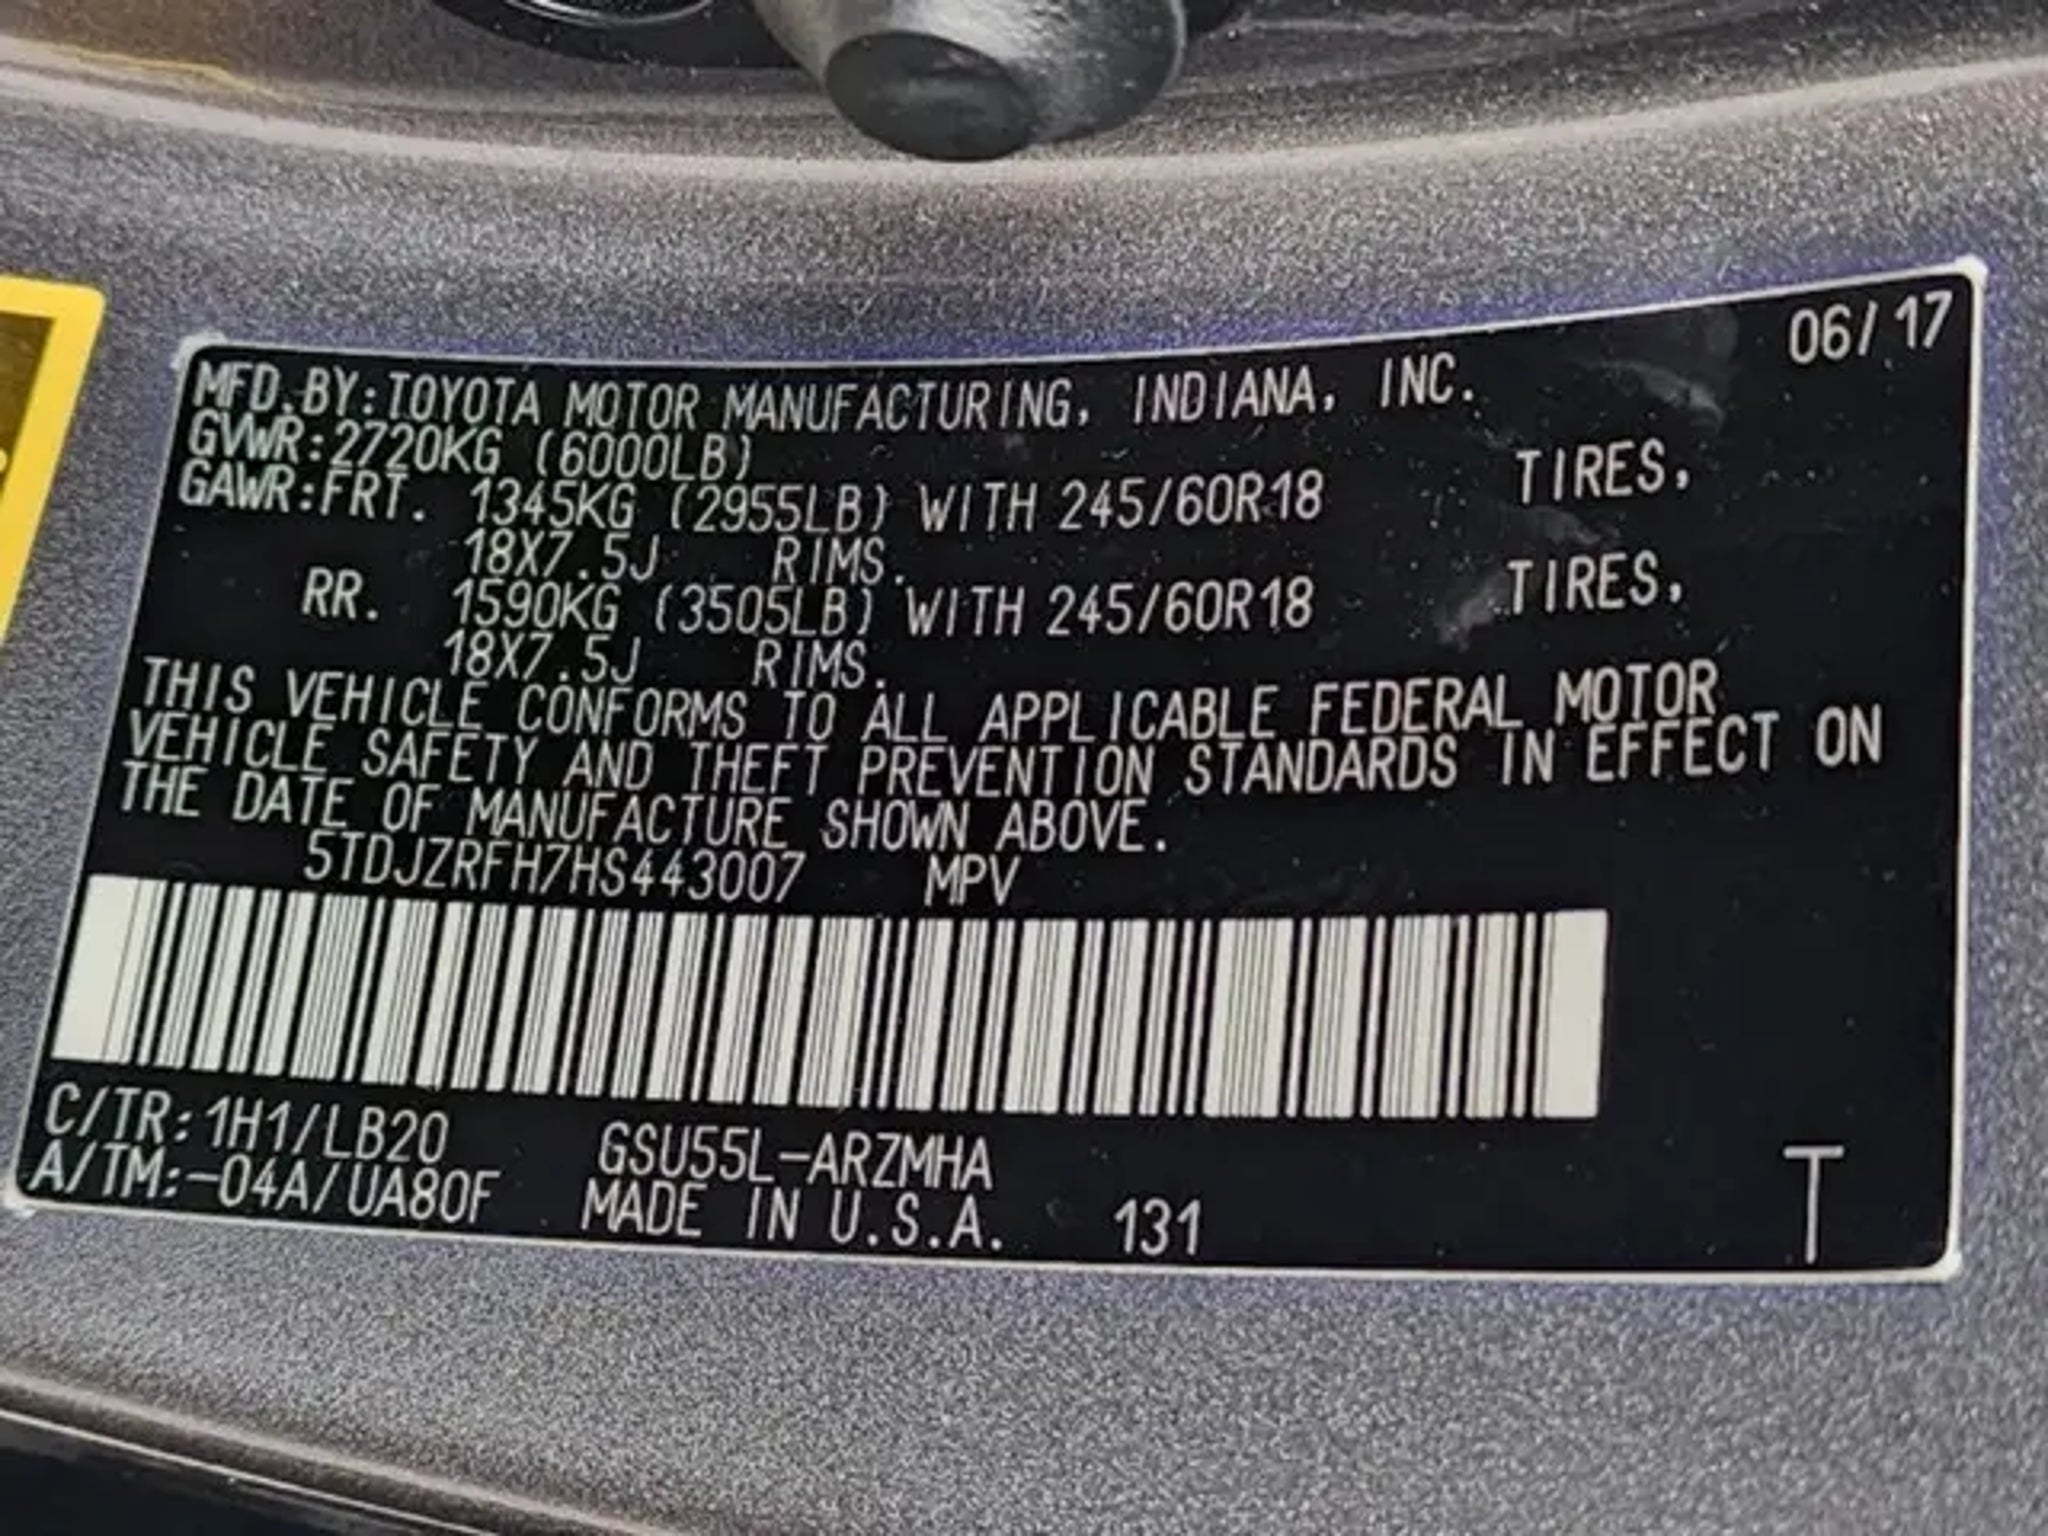 06/17
MFD.BY:TOYOTA MOTOR MANUFACTURING, INDIANA, INC.
GVWR:2720KG (6000LB)
GAWR:FRT. 1345KG (2955LB) WITH 245/60R18 TIRES,
18X7.5J RIMS.
RR. 1590KG (3505LB) WITH 245/60R18 TIRES,
18X7.5J RIMS.
THIS VEHICLE CONFORMS TO ALL APPLICABLE FEDERAL MOTOR
VEHICLE SAFETY AND THEFT PREVENTION STANDARDS IN EFFECT ON
THE DATE OF MANUFACTURE SHOWN ABOVE.
5TDJZRFH7HS443007 MPV
C/TR:1H1/LB20 GSU55L-ARZMHA
A/TM:-04A/UA80F MADE IN U.S.A. 131 T